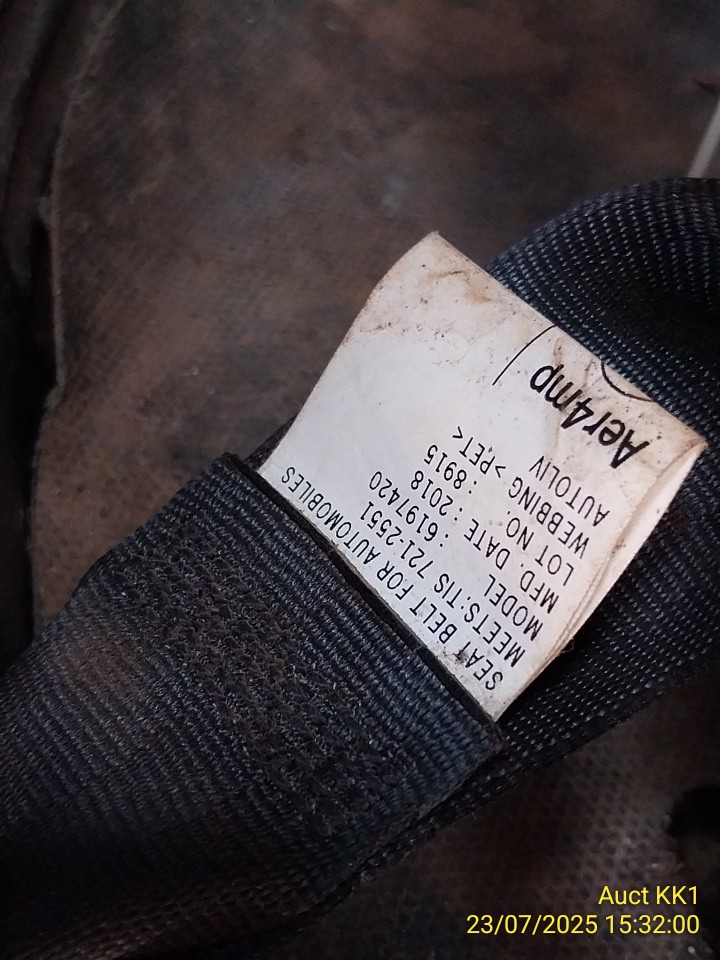 SEAT BELT FOR AUTOMOBILES
MEETS:TIS 721-2551
MODEL : 6197420
MFD. DATE : 2018
LOT NO. : 8915
WEBBING >PET<
AUTOLIV
Aer4mp
Auct KK1
23/07/2025 15:32:00